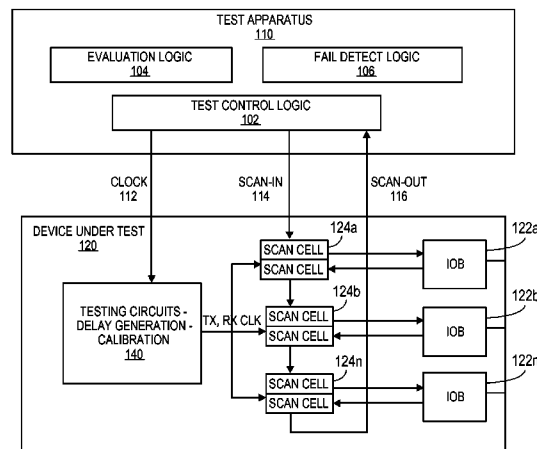 TEST APPARATUS
110
EVALUATION LOGIC
104
FAIL DETECT LOGIC
106
TEST CONTROL LOGIC
102
CLOCK
112
SCAN-IN
114
SCAN-OUT
116
DEVICE UNDER TEST
120
124a
122a
SCAN CELL
SCAN CELL
IOB
124b
122b
TESTING CIRCUITS -
DELAY GENERATION -
CALIBRATION
140
TX, RX CLK
SCAN CELL
SCAN CELL
IOB
124n
122n
SCAN CELL
SCAN CELL
IOB